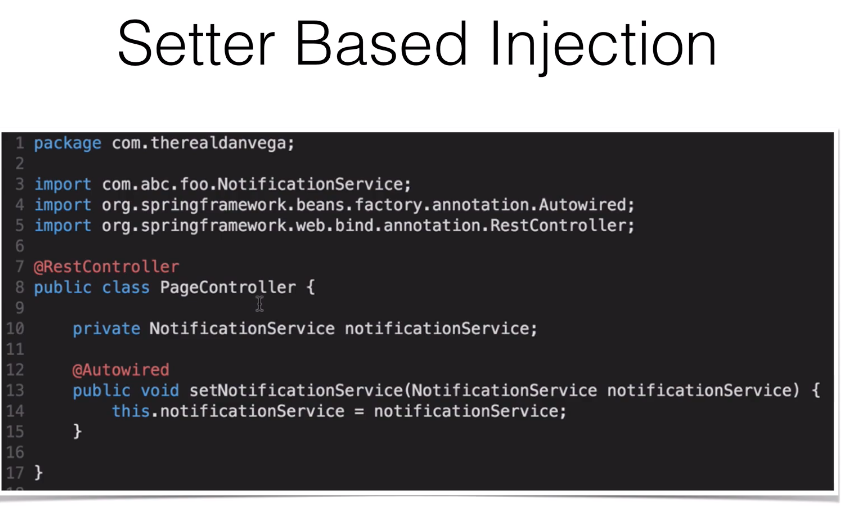 Setter Based Injection
1 package com.therealdanvega;
2
3 import com.abc.foo.NotificationService;
4 import org.springframework.beans.factory.annotation.Autowired;
5 import org.springframework.web.bind.annotation.RestController;
6
7 @RestController
8 public class PageController {
9
10     private NotificationService notificationService;
11
12     @Autowired
13     public void setNotificationService(NotificationService notificationService) {
14         this.notificationService = notificationService;
15     }
16
17 }